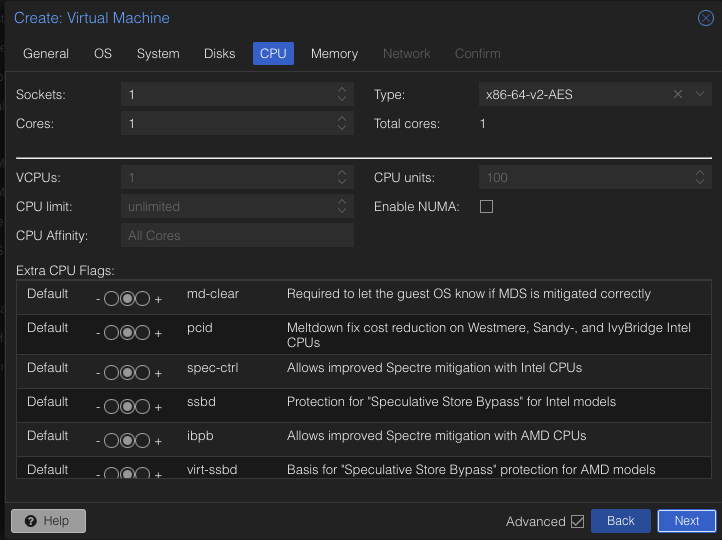 Create: Virtual Machine
General OS System Disks CPU Memory Network Confirm
Sockets: 1 Type: x86-64-v2-AES
Cores: 1 Total cores: 1
VCPUs: 1 CPU units: 100
CPU limit: unlimited Enable NUMA:
CPU Affinity: All Cores
Extra CPU Flags:
Default - + md-clear Required to let the guest OS know if MDS is mitigated correctly
Default - + pcid Meltdown fix cost reduction on Westmere, Sandy-, and IvyBridge Intel
CPUs
Default - + spec-ctrl Allows improved Spectre mitigation with Intel CPUs
Default - + ssbd Protection for "Speculative Store Bypass" for Intel models
Default - + ibpb Allows improved Spectre mitigation with AMD CPUs
Default - + virt-ssbd Basis for "Speculative Store Bypass" protection for AMD models
? Help Advanced Back Next